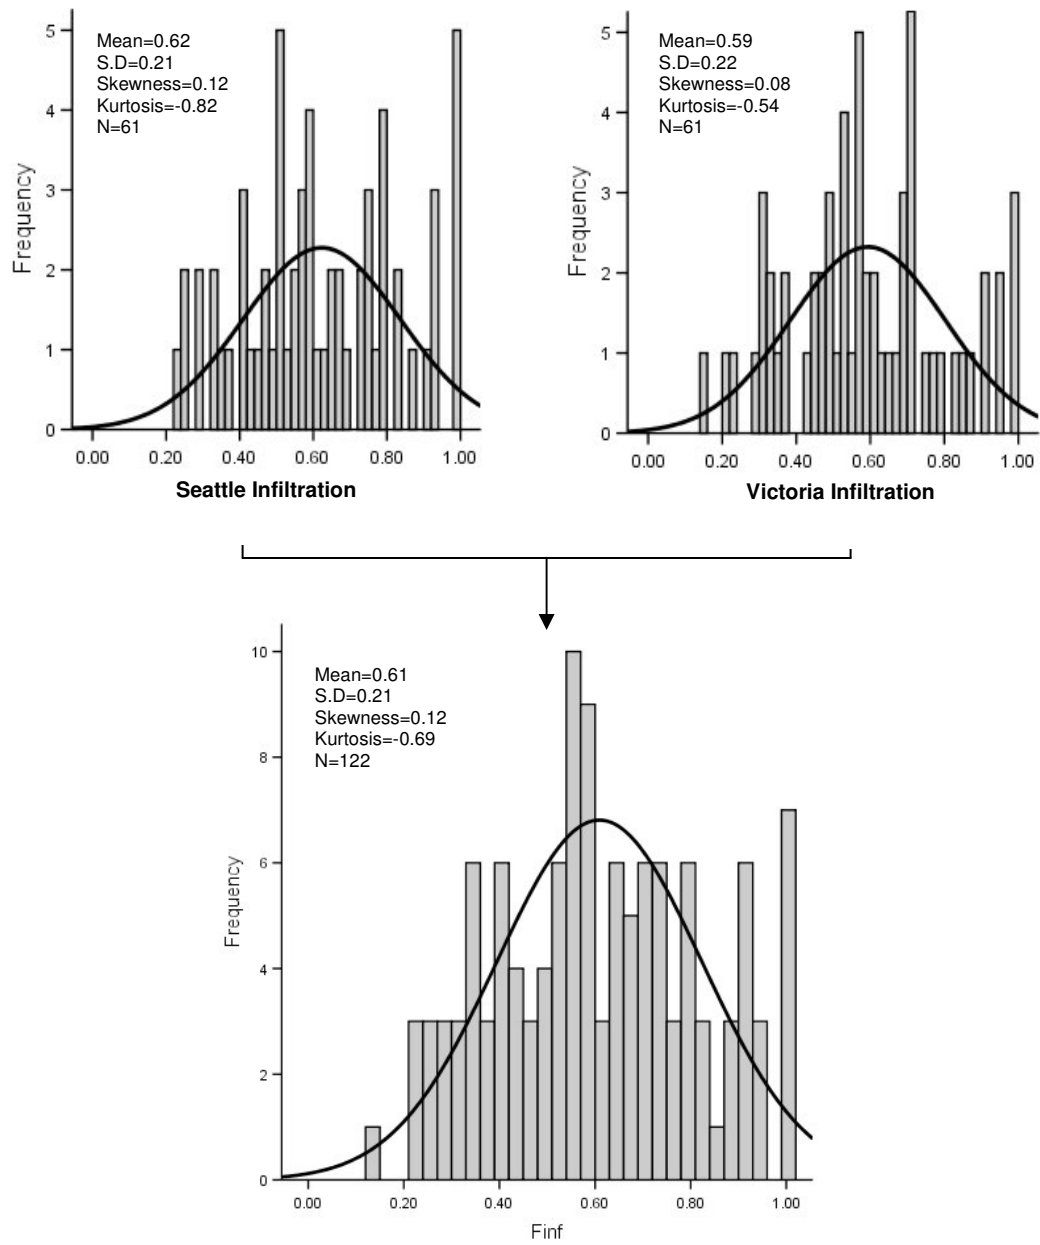 Mean=0.62
S.D=0.21
Skewness=0.12
Kurtosis=-0.82
N=61
Frequency
5
4
3
2
1
0
0.00 0.20 0.40 0.60 0.80 1.00
Seattle Infiltration
Mean=0.59
S.D=0.22
Skewness=0.08
Kurtosis=-0.54
N=61
Frequency
5
4
3
2
1
0
0.00 0.20 0.40 0.60 0.80 1.00
Victoria Infiltration
Mean=0.61
S.D=0.21
Skewness=0.12
Kurtosis=-0.69
N=122
Frequency
10
8
6
4
2
0
0.00 0.20 0.40 0.60 0.80 1.00
Finf